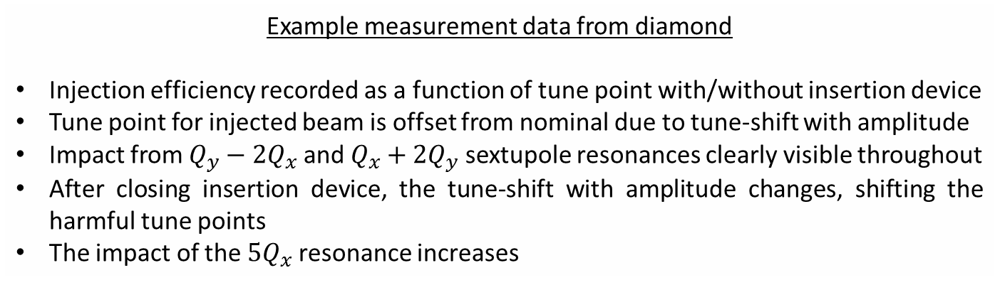 Example measurement data from diamond
• Injection efficiency recorded as a function of tune point with/without insertion device
• Tune point for injected beam is offset from nominal due to tune-shift with amplitude
• Impact from $Q_y - 2Q_x$ and $Q_x + 2Q_y$ sextupole resonances clearly visible throughout
• After closing insertion device, the tune-shift with amplitude changes, shifting the
harmful tune points
• The impact of the $5Q_x$ resonance increases